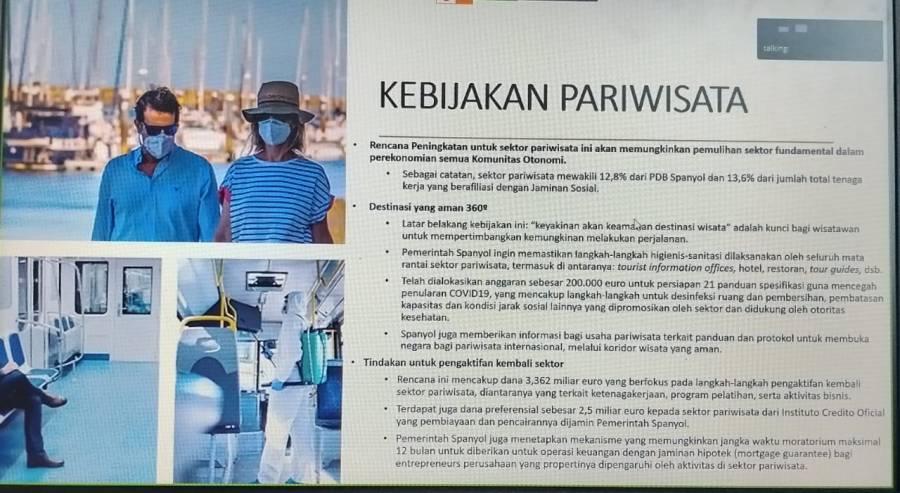 talking:
KEBIJAKAN PARIWISATA
• Rencana Peningkatan untuk sektor pariwisata ini akan memungkinkan pemulihan sektor fundamental dalam
perekonomian semua Komunitas Otonomi.
• Sebagai catatan, sektor pariwisata mewakili 12,8% dari PDB Spanyol dan 13,6% dari jumlah total tenaga
kerja yang berafiliasi dengan Jaminan Sosial.
• Destinasi yang aman 360º
• Latar belakang kebijakan ini: "keyakinan akan keamanan destinasi wisata" adalah kunci bagi wisatawan
untuk mempertimbangkan kemungkinan melakukan perjalanan.
• Pemerintah Spanyol ingin memastikan langkah-langkah higienis-sanitasi dilaksanakan oleh seluruh mata
rantai sektor pariwisata, termasuk di antaranya: tourist information offices, hotel, restoran, tour guides, dsb.
• Telah dialokasikan anggaran sebesar 200.000 euro untuk persiapan 21 panduan spesifikasi guna mencegah
penularan COVID19, yang mencakup langkah-langkah untuk desinfeksi ruang dan pembersihan, pembatasan
kapasitas dan kondisi jarak sosial lainnya yang dipromosikan oleh sektor dan didukung oleh otoritas
kesehatan.
• Spanyol juga memberikan informasi bagi usaha pariwisata terkait panduan dan protokol untuk membuka
negara bagi pariwisata internasional, melalui koridor wisata yang aman.
• Tindakan untuk pengaktifan kembali sektor
• Rencana ini mencakup dana 3,362 miliar euro yang berfokus pada langkah-langkah pengaktifan kembali
sektor pariwisata, diantaranya yang terkait ketenagakerjaan, program pelatihan, serta aktivitas bisnis.
• Terdapat juga dana preferensial sebesar 2,5 miliar euro kepada sektor pariwisata dari Instituto Credito Oficial
yang pembiayaan dan pencairannya dijamin Pemerintah Spanyol.
• Pemerintah Spanyol juga menetapkan mekanisme yang memungkinkan jangka waktu moratorium maksimal
12 bulan untuk diberikan untuk operasi keuangan dengan jaminan hipotek (mortgage guarantee) bagi
entrepreneurs perusahaan yang propertinya dipengaruhi oleh aktivitas di sektor pariwisata.